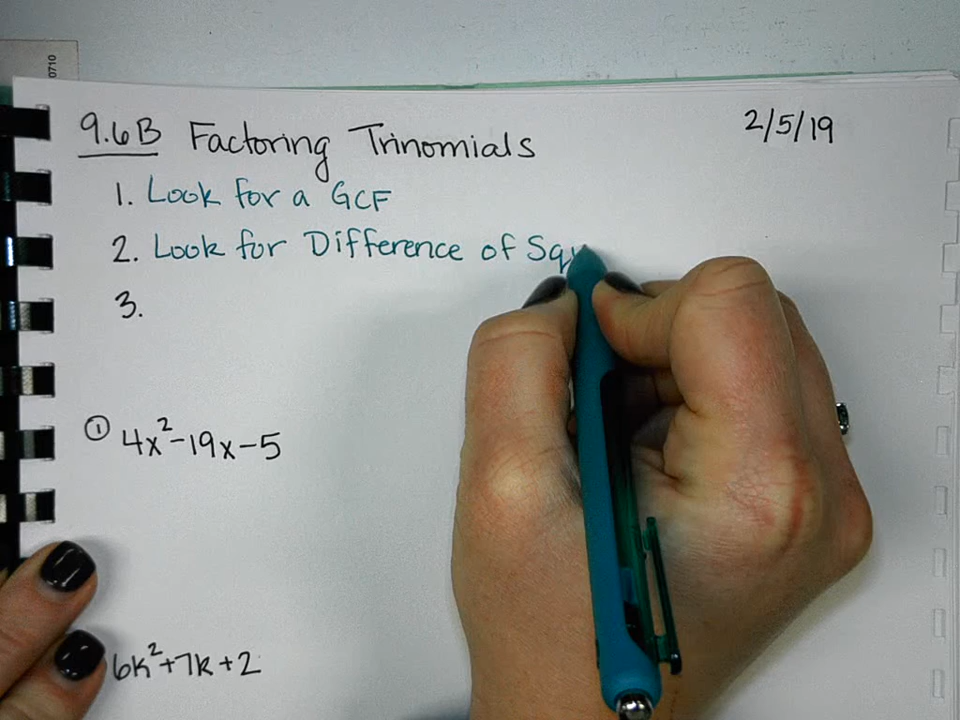 0710
9.6B Factoring Trinomials 2/5/19
1. Look for a GCF
2. Look for Difference of Squ
3.
① 4x²-19x-5
6k²+7k+2